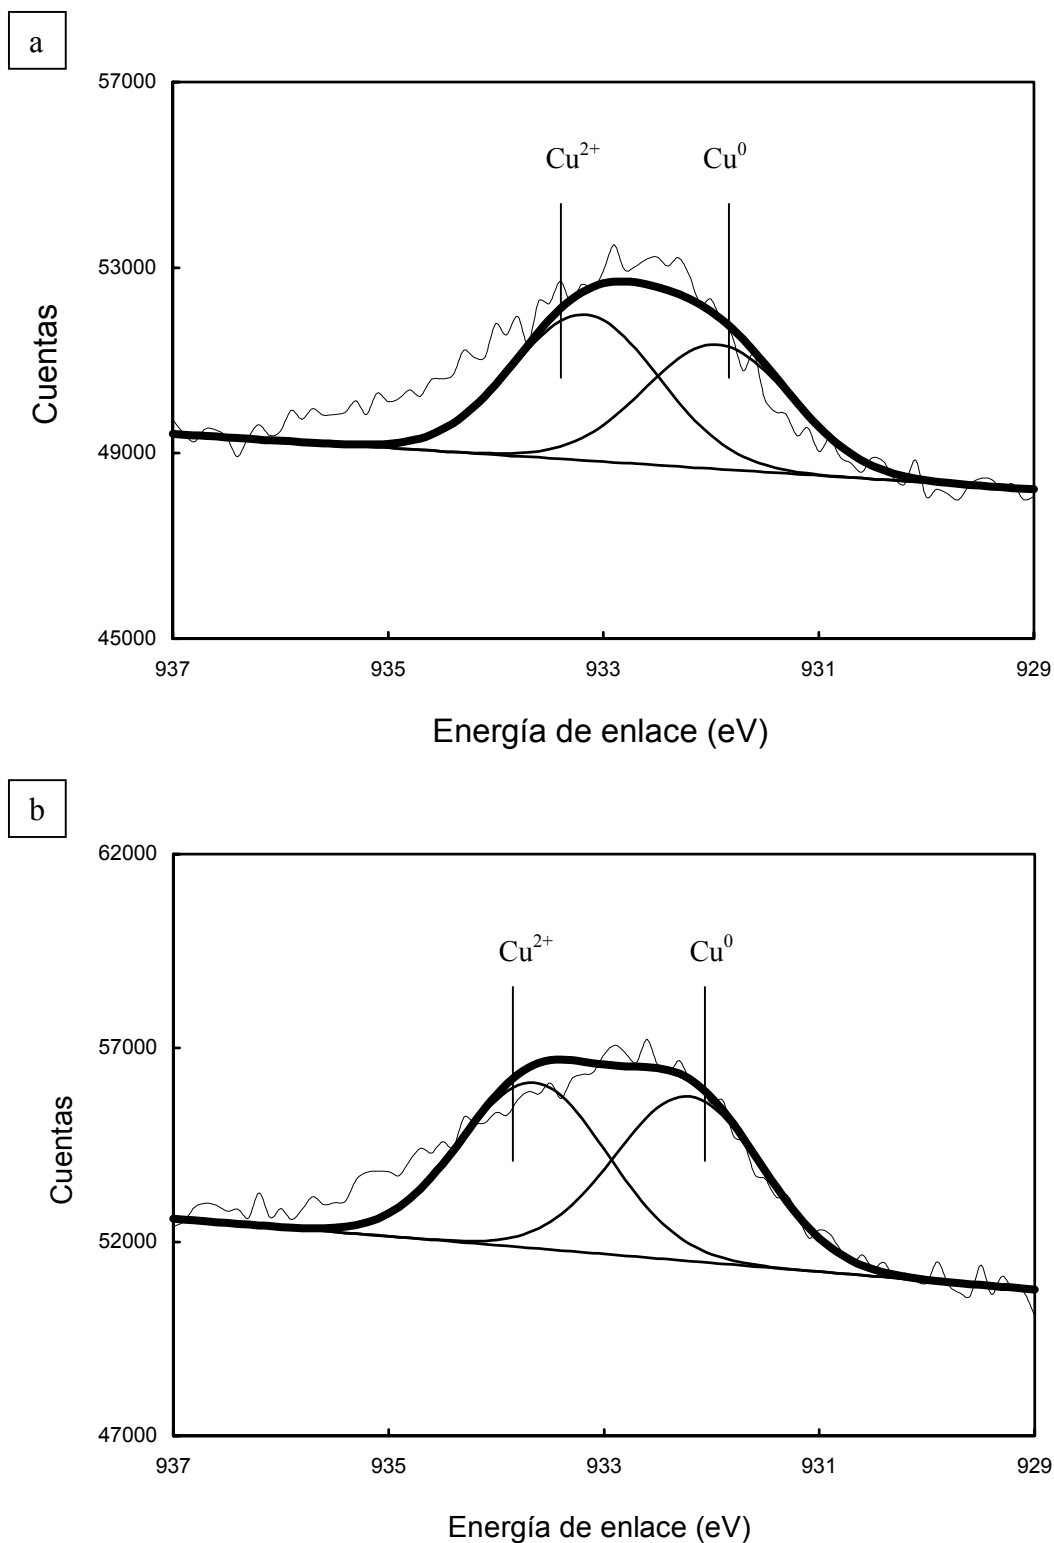 a
57000
Cu²⁺ Cu⁰
53000
Cuentas
49000
45000
937 935 933 931 929
Energía de enlace (eV)
b
62000
Cu²⁺ Cu⁰
57000
Cuentas
52000
47000
937 935 933 931 929
Energía de enlace (eV)